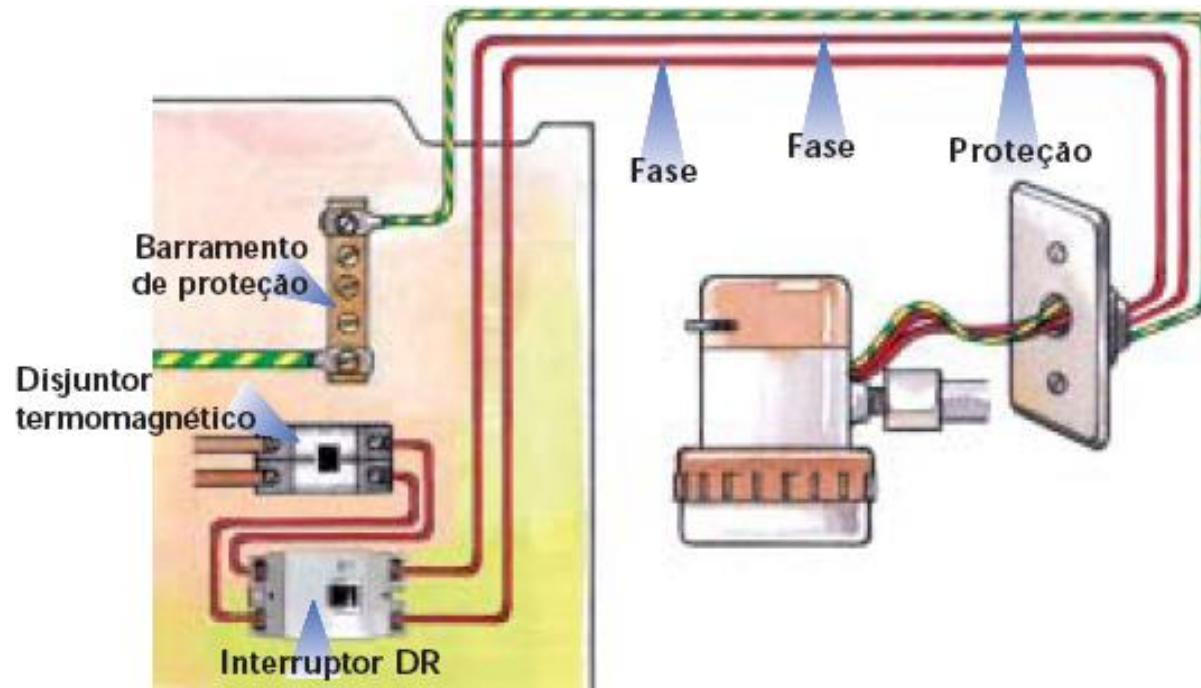 Fase
Fase
Proteção
Barramento
de proteção
Disjuntor
termomagnético
Interruptor DR